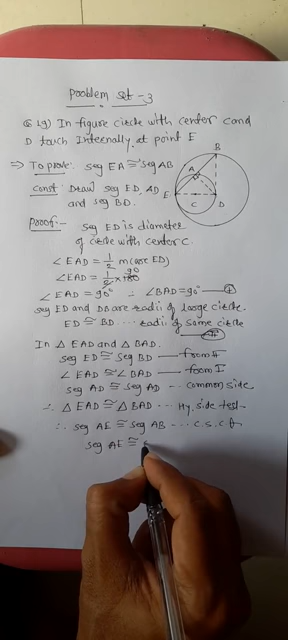 Problem set -3
Q 19) In figure circle with center C and
D touch Internally at point E
⇒ To prove: seg EA ≅ seg AB
const: Draw seg ED, AD
and seg BD.
B
A
E
C
D
Proof:-
seg ED is diameter
of circle with center C.
∠EAD = 1/2 m(arc ED)
∠EAD = 1/2 × 180 90
∠EAD = 90° ∴ ∠BAD = 90° — I
seg ED and DB are radii of large circle.
ED ≅ BD .... radii of same circle
— II
In △ EAD and △ BAD.
seg ED ≅ seg BD — from II
∠ EAD ≅ ∠ BAD — from I
seg AD ≅ seg AD .. common side
∴ △ EAD ≅ △ BAD ... Hy. side test
∴ seg AE ≅ seg AB ... C.S.C.t
seg AE ≅